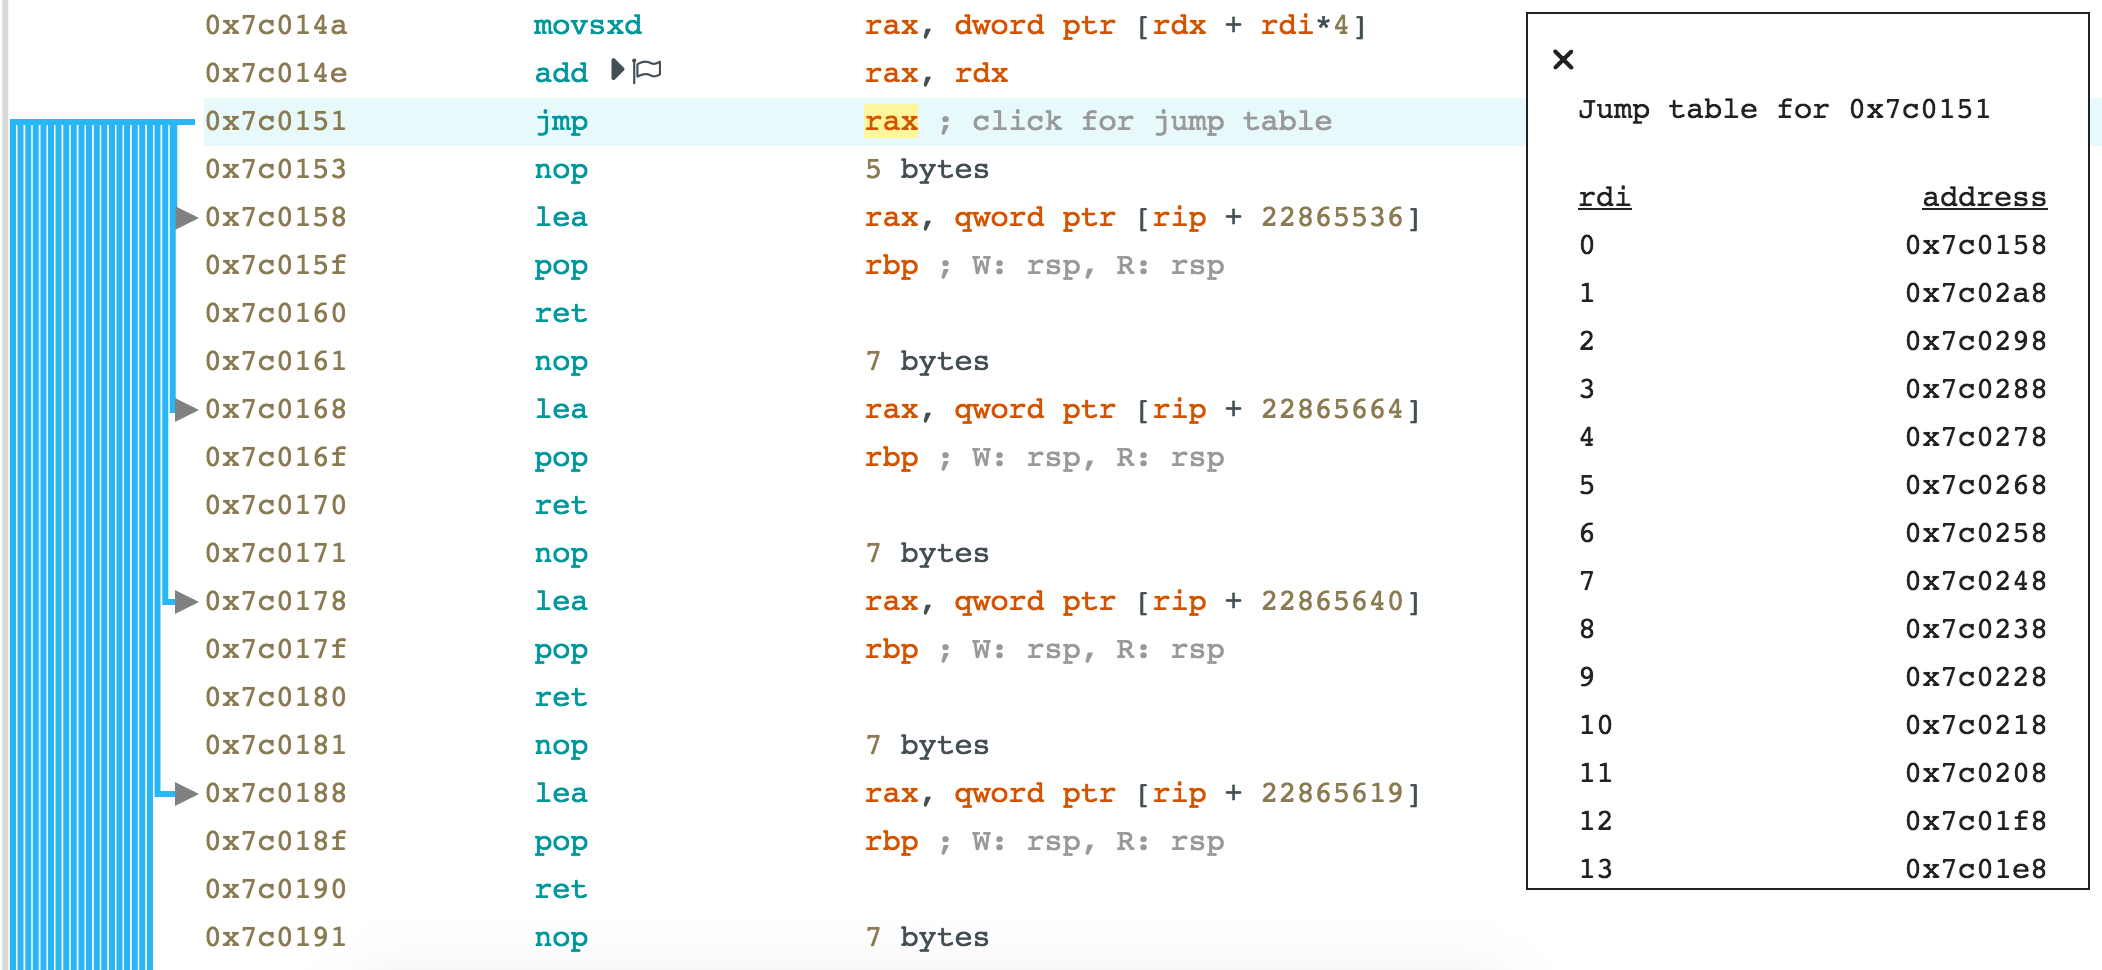 0x7c014a movsxd rax, dword ptr [rdx + rdi*4]
0x7c014e add rax, rdx
0x7c0151 jmp rax ; click for jump table
0x7c0153 nop 5 bytes
0x7c0158 lea rax, qword ptr [rip + 22865536]
0x7c015f pop rbp ; W: rsp, R: rsp
0x7c0160 ret
0x7c0161 nop 7 bytes
0x7c0168 lea rax, qword ptr [rip + 22865664]
0x7c016f pop rbp ; W: rsp, R: rsp
0x7c0170 ret
0x7c0171 nop 7 bytes
0x7c0178 lea rax, qword ptr [rip + 22865640]
0x7c017f pop rbp ; W: rsp, R: rsp
0x7c0180 ret
0x7c0181 nop 7 bytes
0x7c0188 lea rax, qword ptr [rip + 22865619]
0x7c018f pop rbp ; W: rsp, R: rsp
0x7c0190 ret
0x7c0191 nop 7 bytes
Jump table for 0x7c0151
rdi address
0 0x7c0158
1 0x7c02a8
2 0x7c0298
3 0x7c0288
4 0x7c0278
5 0x7c0268
6 0x7c0258
7 0x7c0248
8 0x7c0238
9 0x7c0228
10 0x7c0218
11 0x7c0208
12 0x7c01f8
13 0x7c01e8